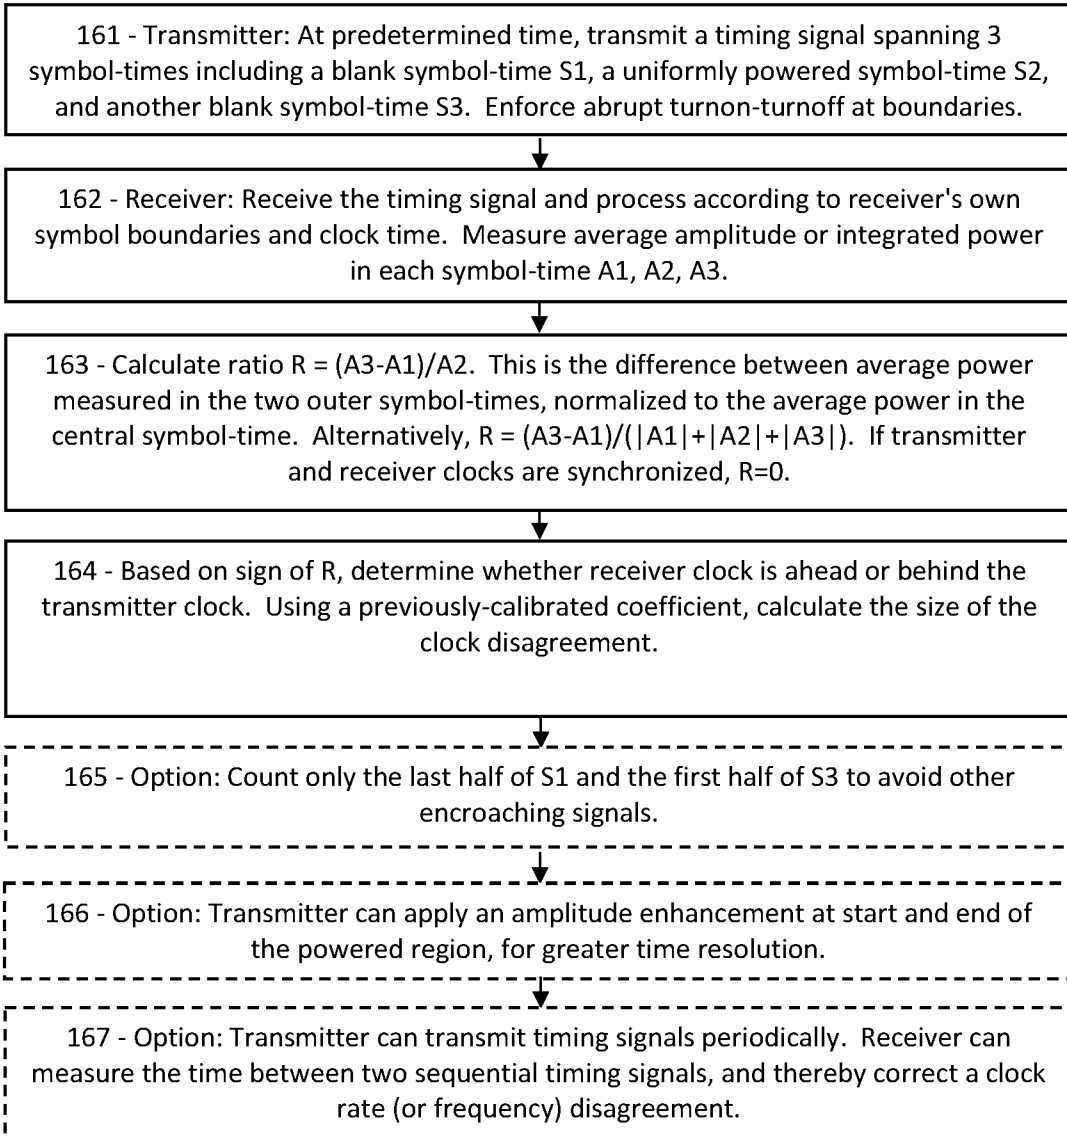 161 - Transmitter: At predetermined time, transmit a timing signal spanning 3
symbol-times including a blank symbol-time S1, a uniformly powered symbol-time S2,
and another blank symbol-time S3.  Enforce abrupt turnon-turnoff at boundaries.
162 - Receiver: Receive the timing signal and process according to receiver's own
symbol boundaries and clock time.  Measure average amplitude or integrated power
in each symbol-time A1, A2, A3.
163 - Calculate ratio R = (A3-A1)/A2.  This is the difference between average power
measured in the two outer symbol-times, normalized to the average power in the
central symbol-time.  Alternatively, R = (A3-A1)/(|A1|+|A2|+|A3|).  If transmitter
and receiver clocks are synchronized, R=0.
164 - Based on sign of R, determine whether receiver clock is ahead or behind the
transmitter clock.  Using a previously-calibrated coefficient, calculate the size of the
clock disagreement.
165 - Option: Count only the last half of S1 and the first half of S3 to avoid other
encroaching signals.
166 - Option: Transmitter can apply an amplitude enhancement at start and end of
the powered region, for greater time resolution.
167 - Option: Transmitter can transmit timing signals periodically.  Receiver can
measure the time between two sequential timing signals, and thereby correct a clock
rate (or frequency) disagreement.